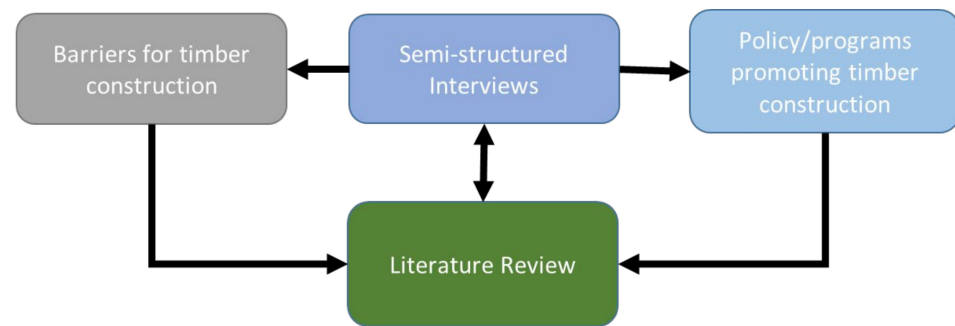 Barriers for timber
construction
Semi-structured
Interviews
Policy/programs
promoting timber
construction
Literature Review